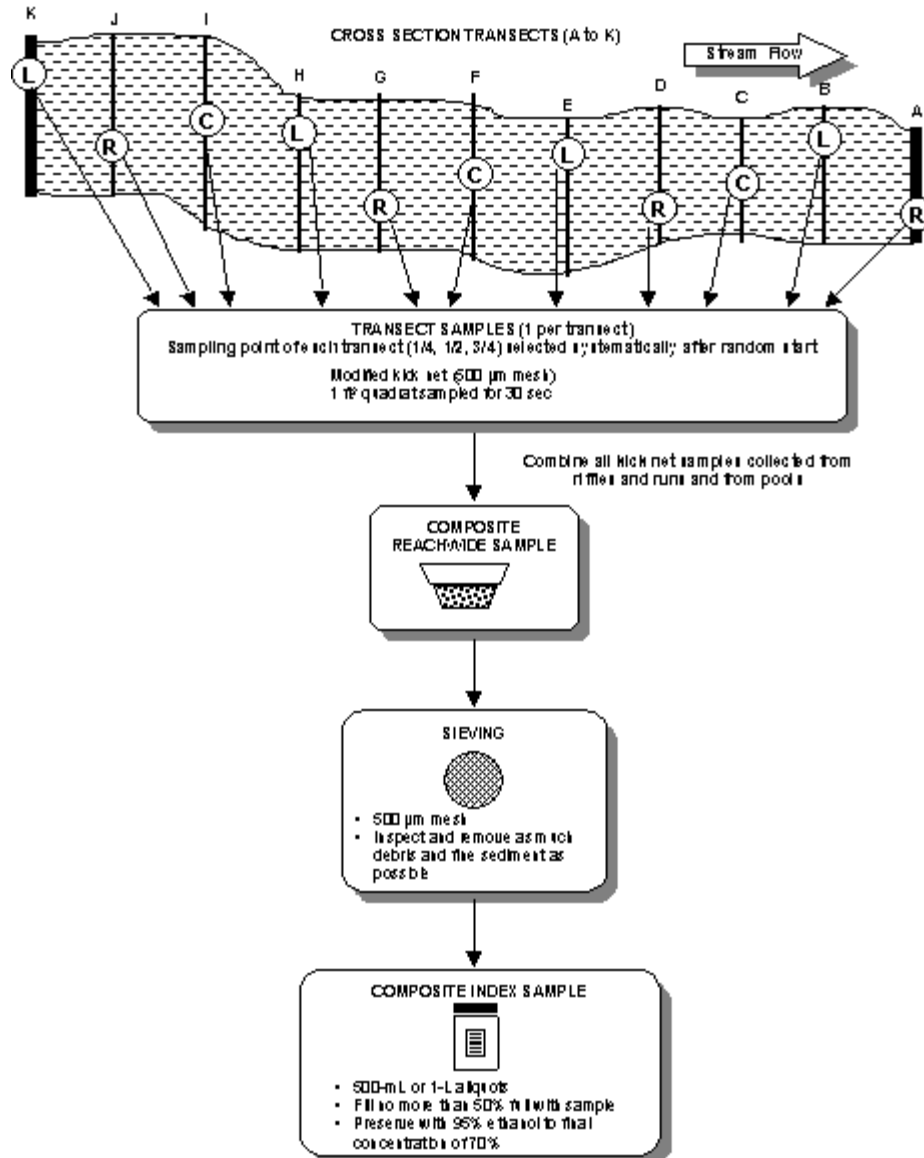 K
J
I
CROSS SECTION TRANSECTS (A to K)
Stream Flow
H
G
F
E
D
C
B
A
L
R
C
L
R
C
L
R
C
L
R
TRANSECT SAMPLES (1 per transect)
Sampling point of each transect (1/4, 1/2, 3/4) selected systematically after random start
Modified kick net (500 µm mesh)
1 ft² quadrat sampled for 30 sec
Combine all kick net samples collected from
riffles and runs and from pools
COMPOSITE
REACHWIDE SAMPLE
SIEVING
• 500 µm mesh
• Inspect and remove as much
debris and fine sediment as
possible
COMPOSITE INDEX SAMPLE
• 500-mL or 1-L aliquots
• Fill no more than 50% full with sample
• Preserve with 95% ethanol to final
concentration of 70%